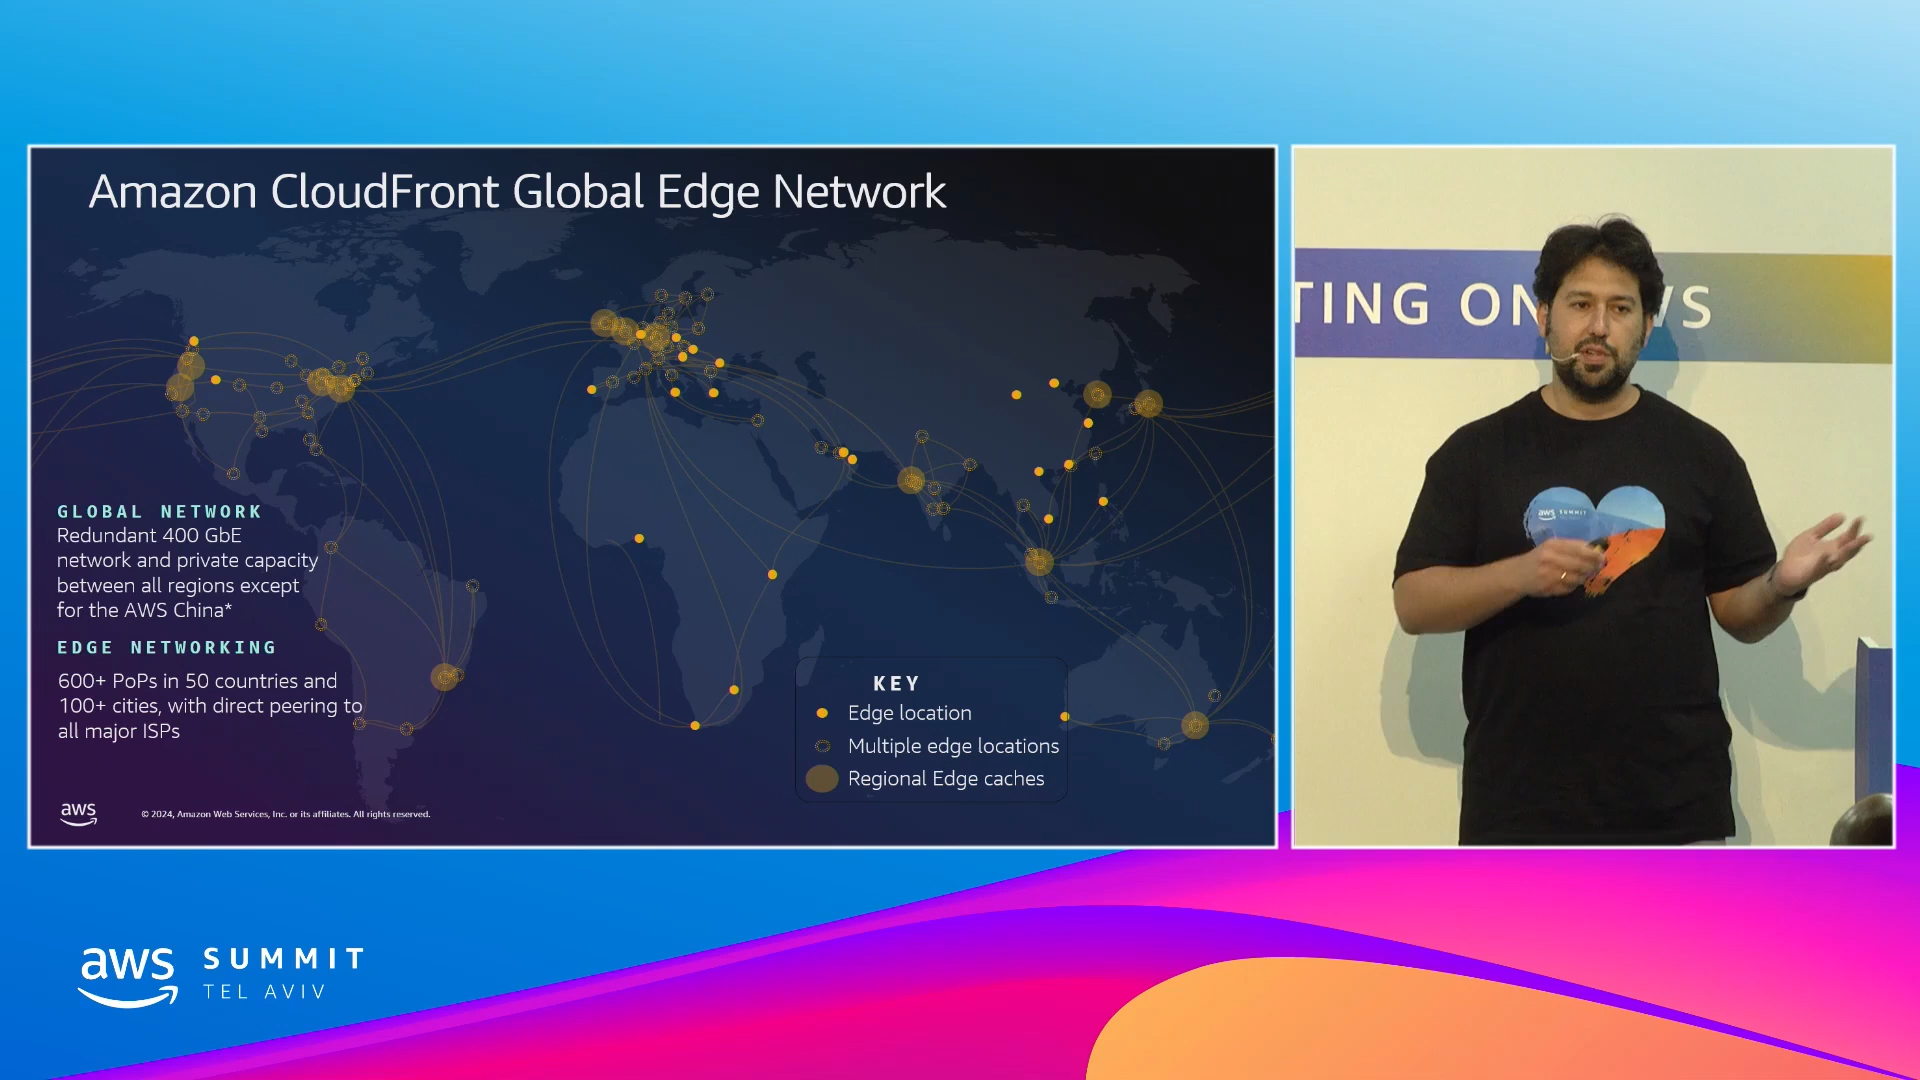 Amazon CloudFront Global Edge Network
GLOBAL NETWORK
Redundant 400 GbE
network and private capacity
between all regions except
for the AWS China*
EDGE NETWORKING
600+ PoPs in 50 countries and
100+ cities, with direct peering to
all major ISPs
KEY
Edge location
Multiple edge locations
Regional Edge caches
aws
© 2024, Amazon Web Services, Inc. or its affiliates. All rights reserved.
TING ON WS
aws SUMMIT
aws SUMMIT
TEL AVIV